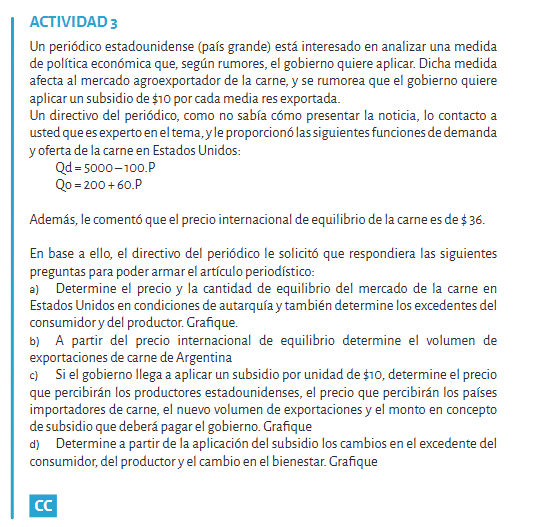 ACTIVIDAD 3
Un periódico estadounidense (país grande) está interesado en analizar una medida
de política económica que, según rumores, el gobierno quiere aplicar. Dicha medida
afecta al mercado agroexportador de la carne, y se rumorea que el gobierno quiere
aplicar un subsidio de $10 por cada media res exportada.
Un directivo del periódico, como no sabía cómo presentar la noticia, lo contacto a
usted que es experto en el tema, y le proporcionó las siguientes funciones de demanda
y oferta de la carne en Estados Unidos:
Qd = 5000 – 100.P
Qo = 200 + 60.P
Además, le comentó que el precio internacional de equilibrio de la carne es de $ 36.
En base a ello, el directivo del periódico le solicitó que respondiera las siguientes
preguntas para poder armar el artículo periodístico:
a) Determine el precio y la cantidad de equilibrio del mercado de la carne en
Estados Unidos en condiciones de autarquía y también determine los excedentes del
consumidor y del productor. Grafique.
b) A partir del precio internacional de equilibrio determine el volumen de
exportaciones de carne de Argentina
c) Si el gobierno llega a aplicar un subsidio por unidad de $10, determine el precio
que percibirán los productores estadounidenses, el precio que percibirán los países
importadores de carne, el nuevo volumen de exportaciones y el monto en concepto
de subsidio que deberá pagar el gobierno. Grafique
d) Determine a partir de la aplicación del subsidio los cambios en el excedente del
consumidor, del productor y el cambio en el bienestar. Grafique
CC